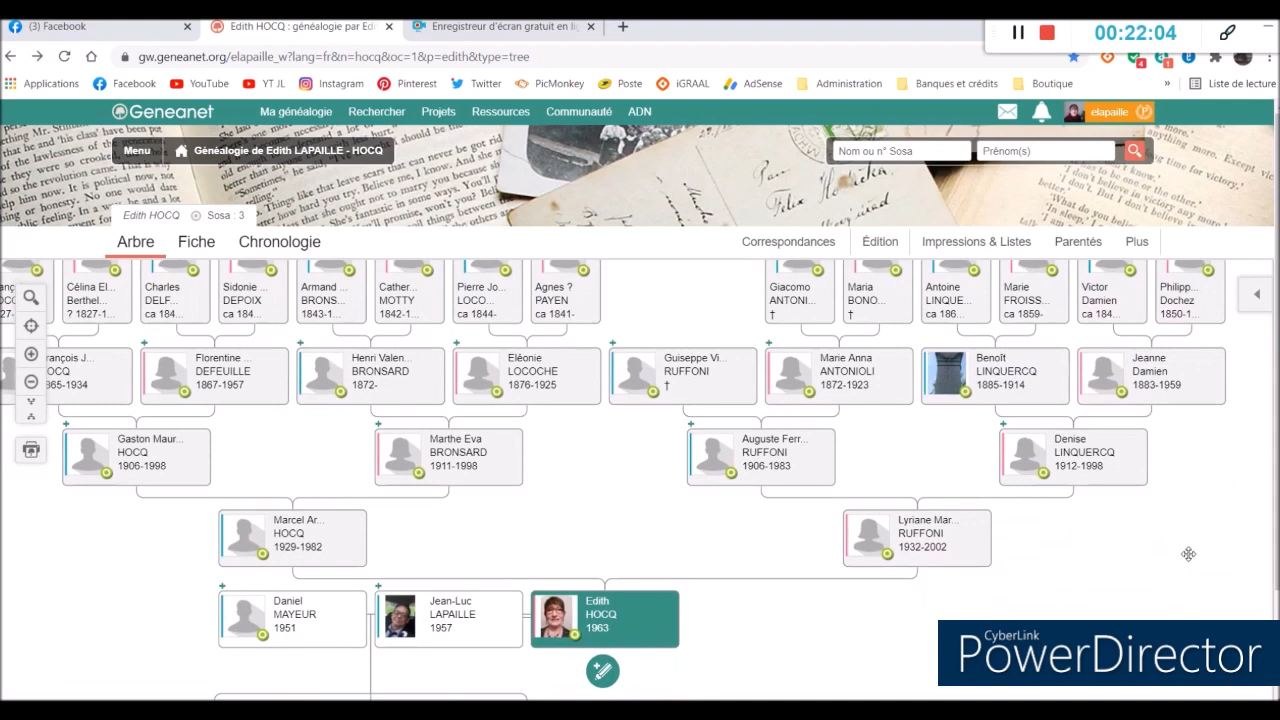 (3) Facebook
Edith HOCQ : généalogie par Ed
Enregistreur d'écran gratuit en li
00:22:04
gw.geneanet.org/elapaille_w?lang=fr&n=hocq&oc=1&p=edith&type=tree
Applications Facebook YouTube YT JL Instagram Pinterest Twitter PicMonkey Poste iGRAAL AdSense Administration Banques et crédits Boutique » Liste de lecture
Geneanet Ma généalogie Rechercher Projets Ressources Communauté ADN elapaille P
Menu Généalogie de Edith LAPAILLE - HOCQ Nom ou n° Sosa Prénom(s)
Edith HOCQ Sosa : 3
Arbre Fiche Chronologie Correspondances Édition Impressions & Listes Parentés Plus
Célina El... Charles Sidonie ... Armand ... Cather... Pierre Jo... Agnes ? Giacomo Maria Antoine Marie Victor Philipp...
Berthel... DELF... DEPOIX BRONS... MOTTY LOCO... PAYEN ANTONI... BONO... LINQUE... FROISS... Damien Dochez
? 1827-1... ca 184... ca 184... 1843-1... 1842-1... ca 1844- ca 1841- † † ca 186... ca 1859- ca 184... 1850-1...
rançois J... Florentine ... Henri Valen... Eléonie Guiseppe Vi... Marie Anna Benoît Jeanne
HOCQ DEFEUILLE BRONSARD LOCOCHE RUFFONI ANTONIOLI LINQUERCQ Damien
865-1934 1867-1957 1872- 1876-1925 † 1872-1923 1885-1914 1883-1959
Gaston Maur... Marthe Eva Auguste Ferr... Denise
HOCQ BRONSARD RUFFONI LINQUERCQ
1906-1998 1911-1998 1906-1983 1912-1998
Marcel Ar... Lyriane Mar...
HOCQ RUFFONI
1929-1982 1932-2002
Daniel Jean-Luc Edith
MAYEUR LAPAILLE HOCQ
1951 1957 1963
CyberLink
PowerDirector